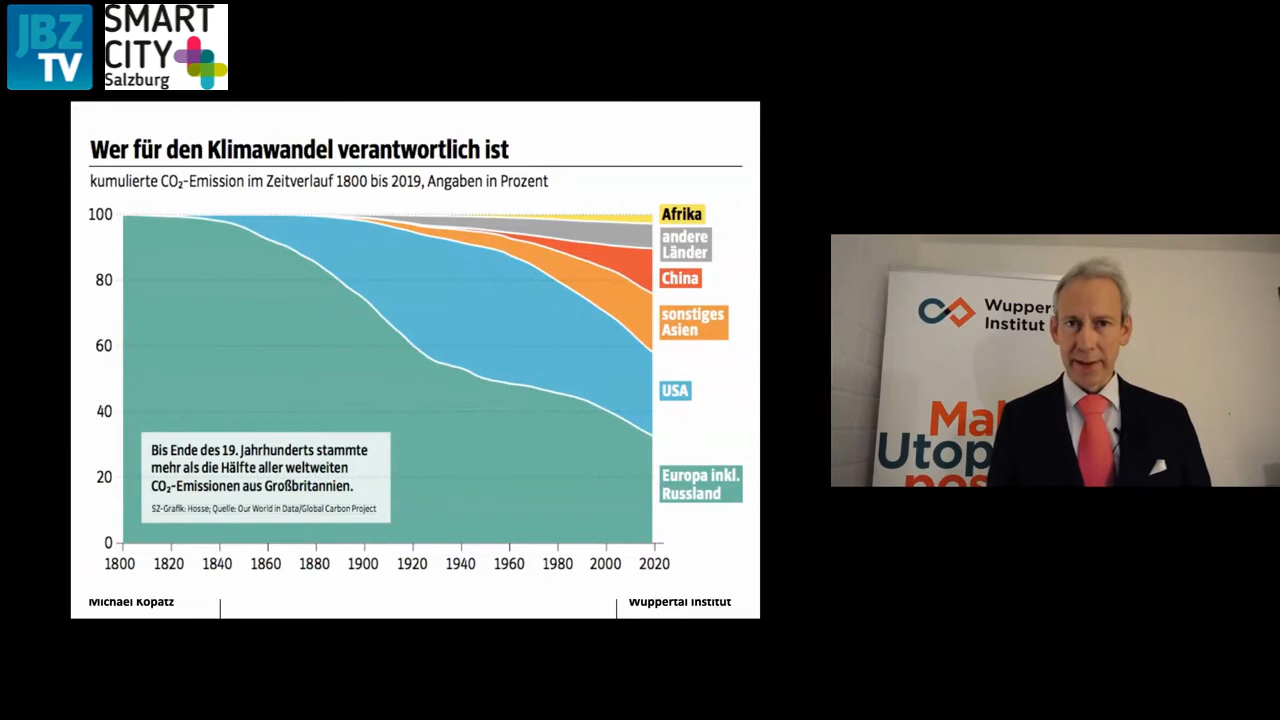 JBZ
TV
SMART
CITY
Salzburg
Wer für den Klimawandel verantwortlich ist
kumulierte CO₂-Emission im Zeitverlauf 1800 bis 2019, Angaben in Prozent
100
80
60
40
20
0
1800 1820 1840 1860 1880 1900 1920 1940 1960 1980 2000 2020
Afrika
andere
Länder
China
sonstiges
Asien
USA
Europa inkl.
Russland
Bis Ende des 19. Jahrhunderts stammte
mehr als die Hälfte aller weltweiten
CO₂-Emissionen aus Großbritannien.
SZ-Grafik: Hosse; Quelle: Our World in Data/Global Carbon Project
Michael Kopatz
Wuppertal Institut
Wupper
Institut
Mak
Utop